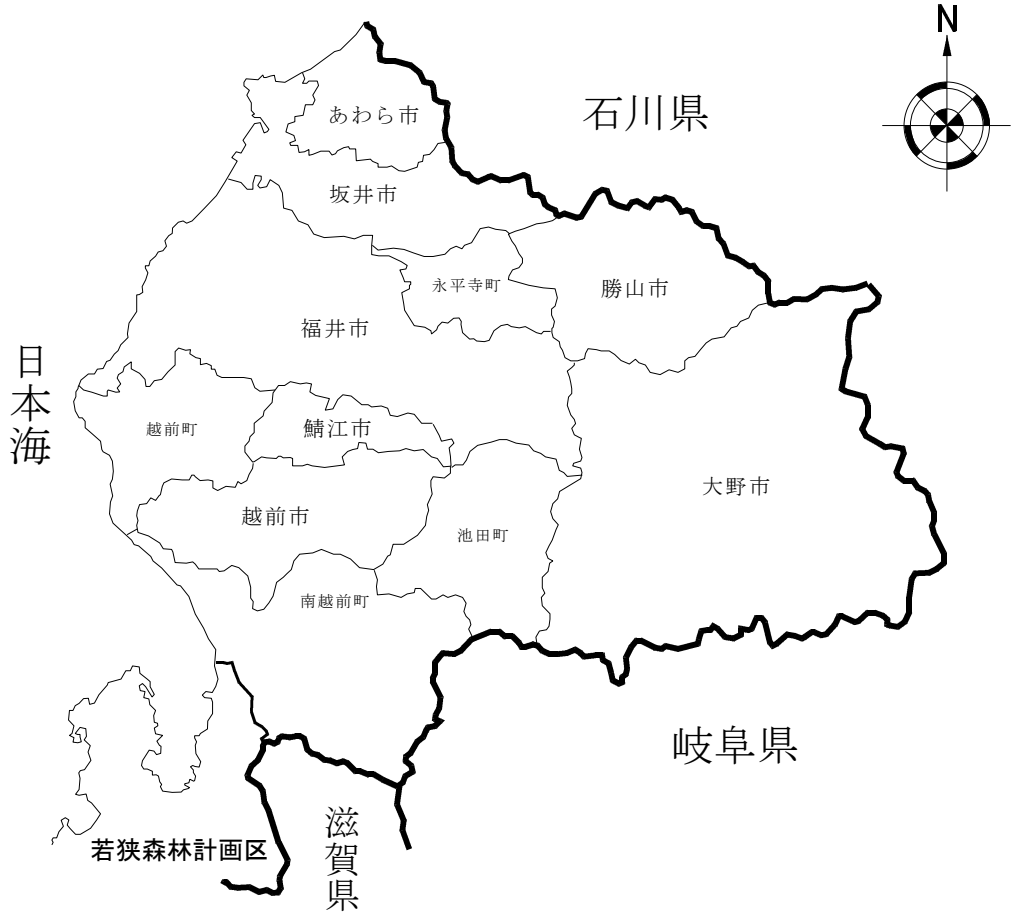 N
石川県
あわら市
坂井市
永平寺町
勝山市
福井市
日本海
越前町
鯖江市
大野市
越前市
池田町
南越前町
岐阜県
滋賀県
若狭森林計画区